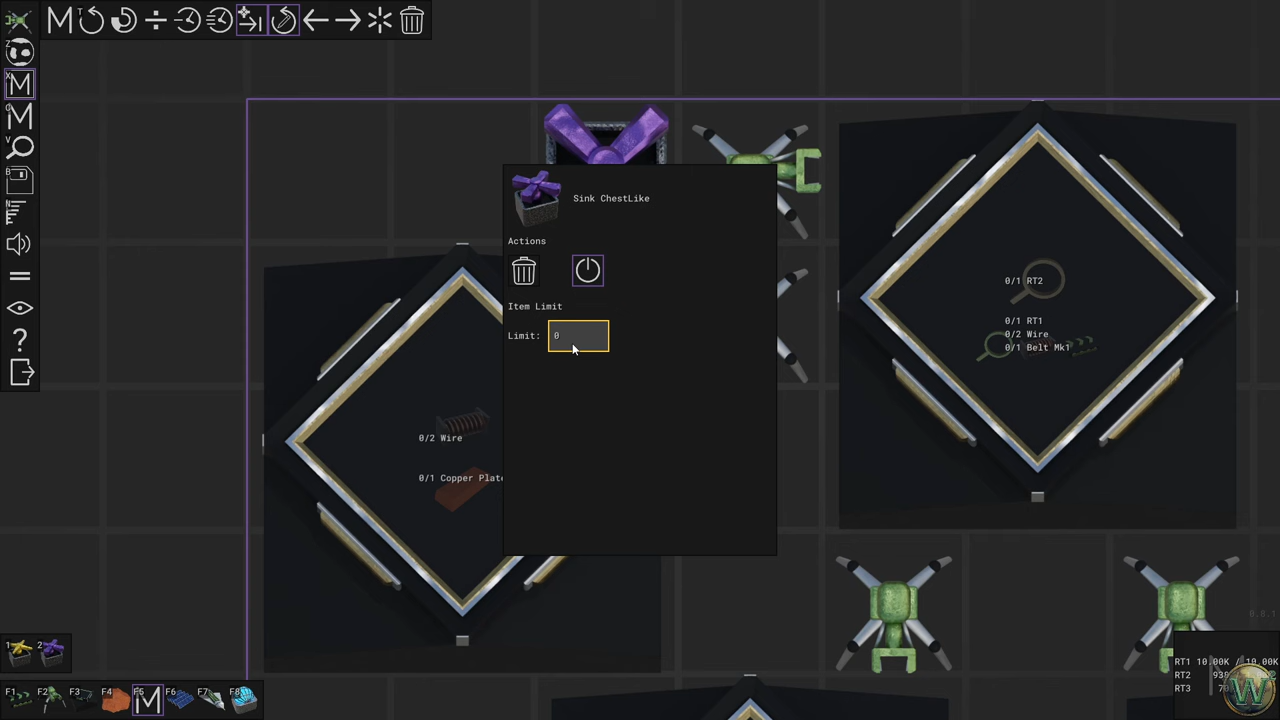 T
Z
X
C
V
B
N
Sink ChestLike
Actions
Item Limit
Limit: 0
0/1 RT2
0/1 RT1
0/2 Wire
0/1 Belt Mk1
0/2 Wire
0/1 Copper Plate
1 2
F1 F2 F3 F4 F5 F6 F7 F8
RT1 10.00K / 10.00K
RT2
RT3